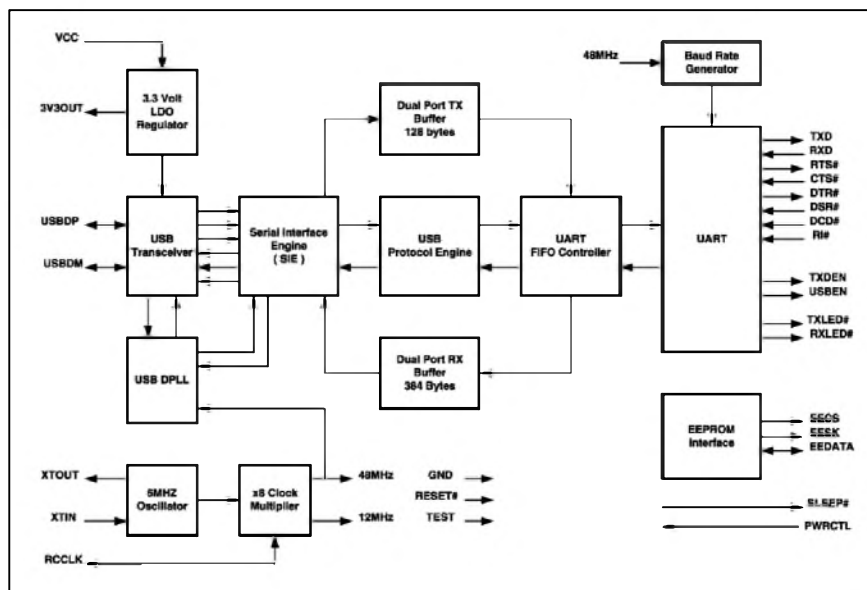 VCC
3V3OUT
3.3 Volt
LDO
Regulator
USBDP
USBDM
USB
Transceiver
USB DPLL
Serial Interface
Engine
( SIE )
Dual Port TX
Buffer
128 bytes
USB
Protocol Engine
Dual Port RX
Buffer
384 Bytes
UART
FIFO Controller
48MHz
Baud Rate
Generator
UART
TXD
RXD
RTS#
CTS#
DTR#
DSR#
DCD#
RI#
TXDEN
USBEN
TXLED#
RXLED#
EEPROM
Interface
EECS
EESK
EEDATA
SLEEP#
PWRCTL
XTOUT
XTIN
RCCLK
6MHZ
Oscillator
x8 Clock
Multiplier
48MHz
12MHz
GND
RESET#
TEST